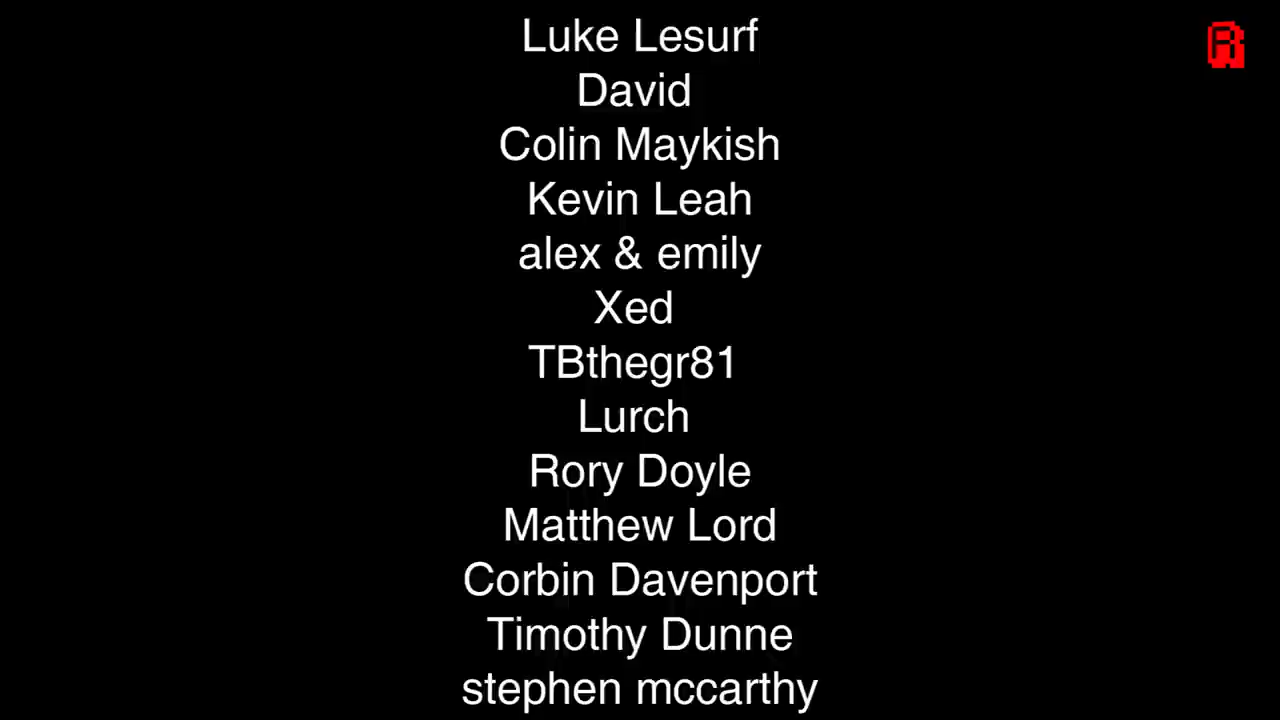 Luke Lesurf
David
Colin Maykish
Kevin Leah
alex & emily
Xed
TBthegr81
Lurch
Rory Doyle
Matthew Lord
Corbin Davenport
Timothy Dunne
stephen mccarthy